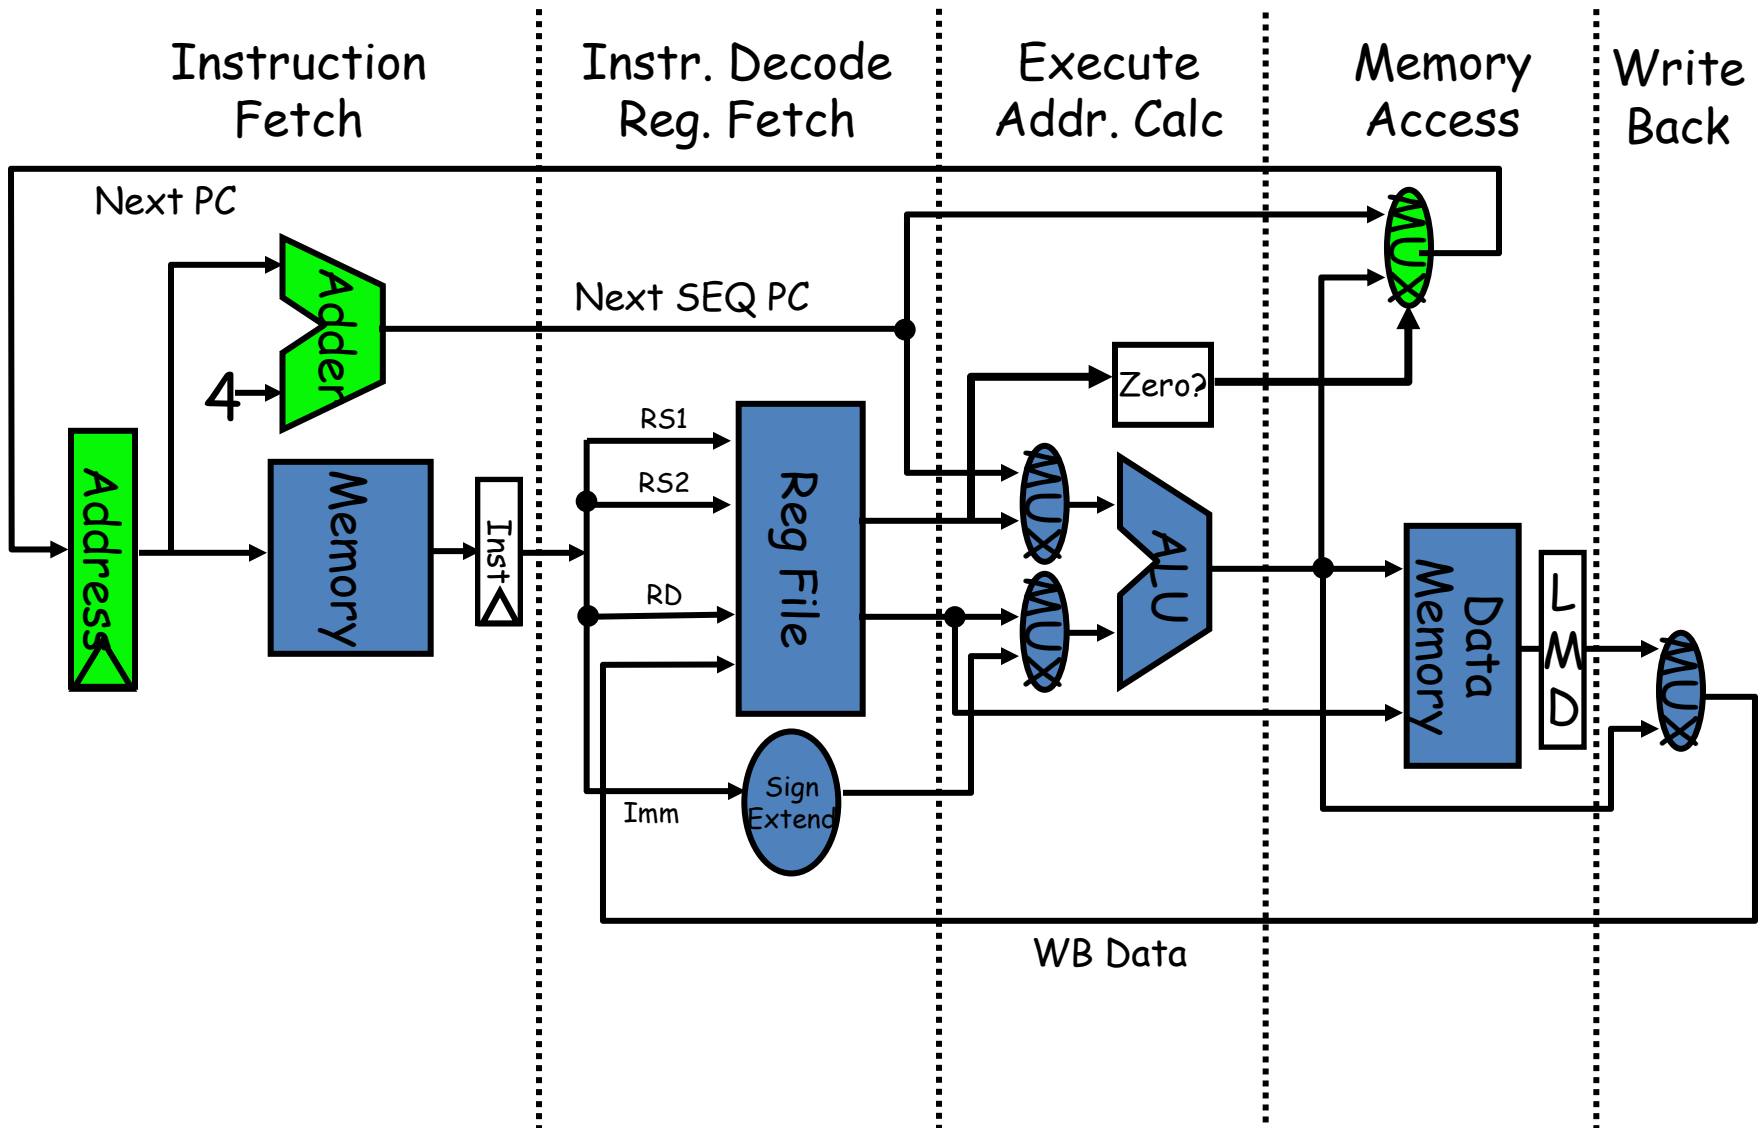 Instruction
Fetch
Instr. Decode
Reg. Fetch
Execute
Addr. Calc
Memory
Access
Write
Back
Next PC
MUX
Adder
Next SEQ PC
4
Zero?
RS1
Address
Memory
Inst
RS2
Reg File
MUX
ALU
RD
MUX
Data
Memory
L
M
D
MUX
Sign
Extend
Imm
WB Data